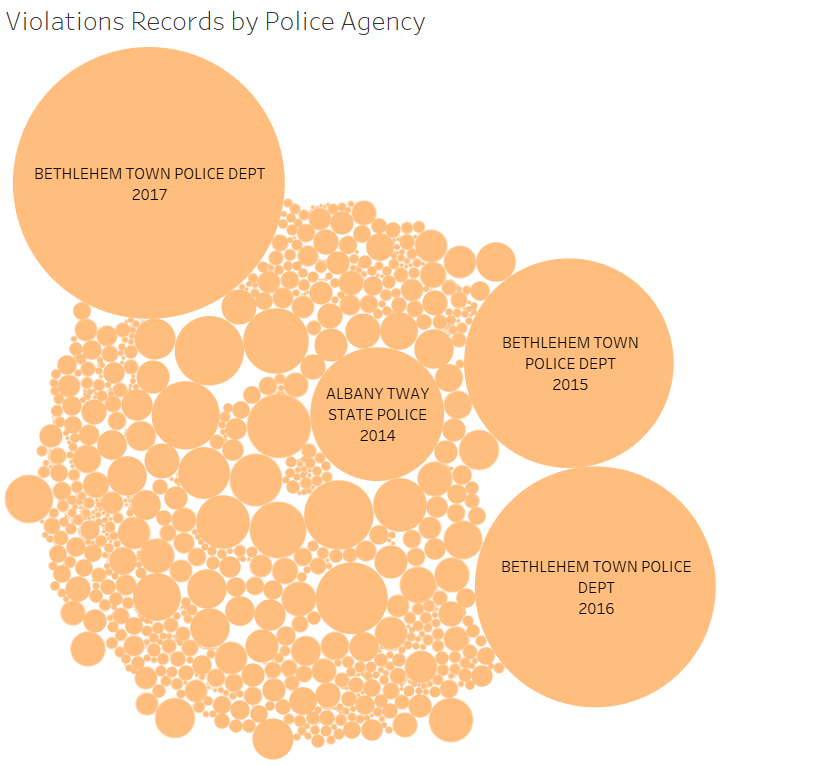 Violations Records by Police Agency
BETHLEHEM TOWN POLICE DEPT
2017
BETHLEHEM TOWN
POLICE DEPT
2015
ALBANY TWAY
STATE POLICE
2014
BETHLEHEM TOWN POLICE
DEPT
2016